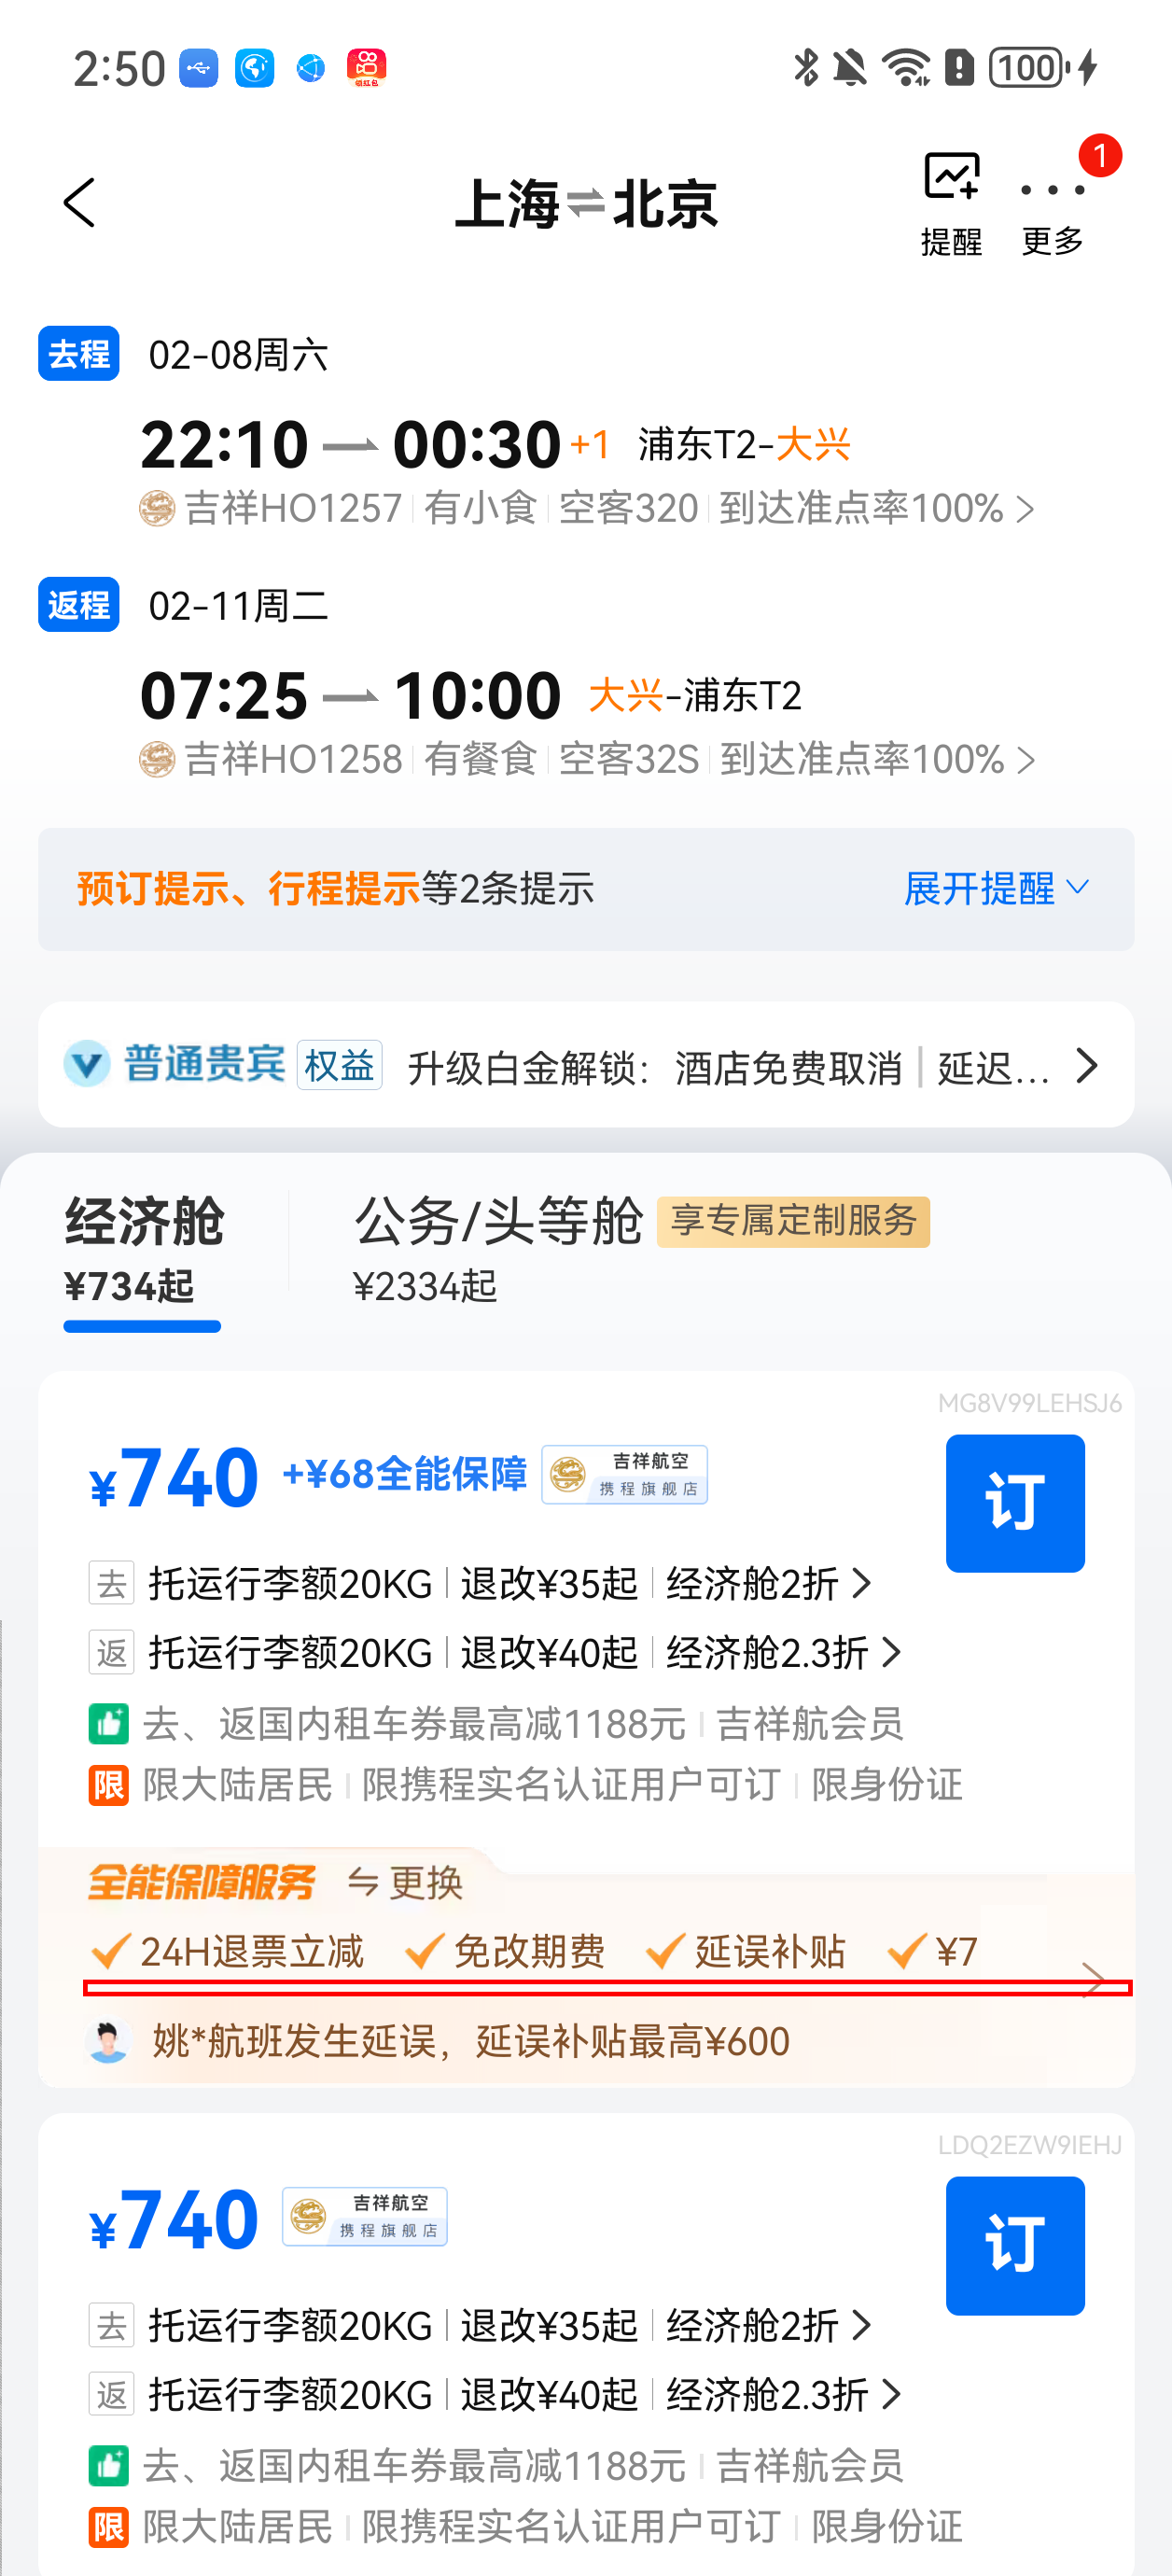 2:50
领红包
100
上海⇌北京
提醒
更多
1
去程 02-08周六
22:10 00:30 +1 浦东T2-大兴
吉祥HO1257 有小食 空客320 到达准点率100%
返程 02-11周二
07:25 10:00 大兴-浦东T2
吉祥HO1258 有餐食 空客32S 到达准点率100%
预订提示、行程提示等2条提示 展开提醒
普通贵宾 权益 升级白金解锁：酒店免费取消 | 延迟...
经济舱 公务/头等舱 享专属定制服务
¥734起 ¥2334起
MG8V99LEHSJ6
¥740 +¥68全能保障 吉祥航空 携程旗舰店 订
去 托运行李额20KG 退改¥35起 经济舱2折
返 托运行李额20KG 退改¥40起 经济舱2.3折
去、返国内租车券最高减1188元 吉祥航会员
限 限大陆居民 限携程实名认证用户可订 限身份证
全能保障服务 更换
24H退票立减 免改期费 延误补贴 ¥7
姚*航班发生延误，延误补贴最高¥600
LDQ2EZW9IEHJ
¥740 吉祥航空 携程旗舰店 订
去 托运行李额20KG 退改¥35起 经济舱2折
返 托运行李额20KG 退改¥40起 经济舱2.3折
去、返国内租车券最高减1188元 吉祥航会员
限 限大陆居民 限携程实名认证用户可订 限身份证